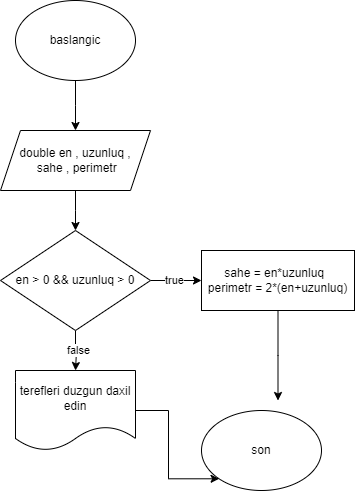 baslangic
double en , uzunluq ,
sahe , perimetr
en > 0 && uzunluq > 0
true
sahe = en*uzunluq
perimetr = 2*(en+uzunluq)
false
terefleri duzgun daxil
edin
son